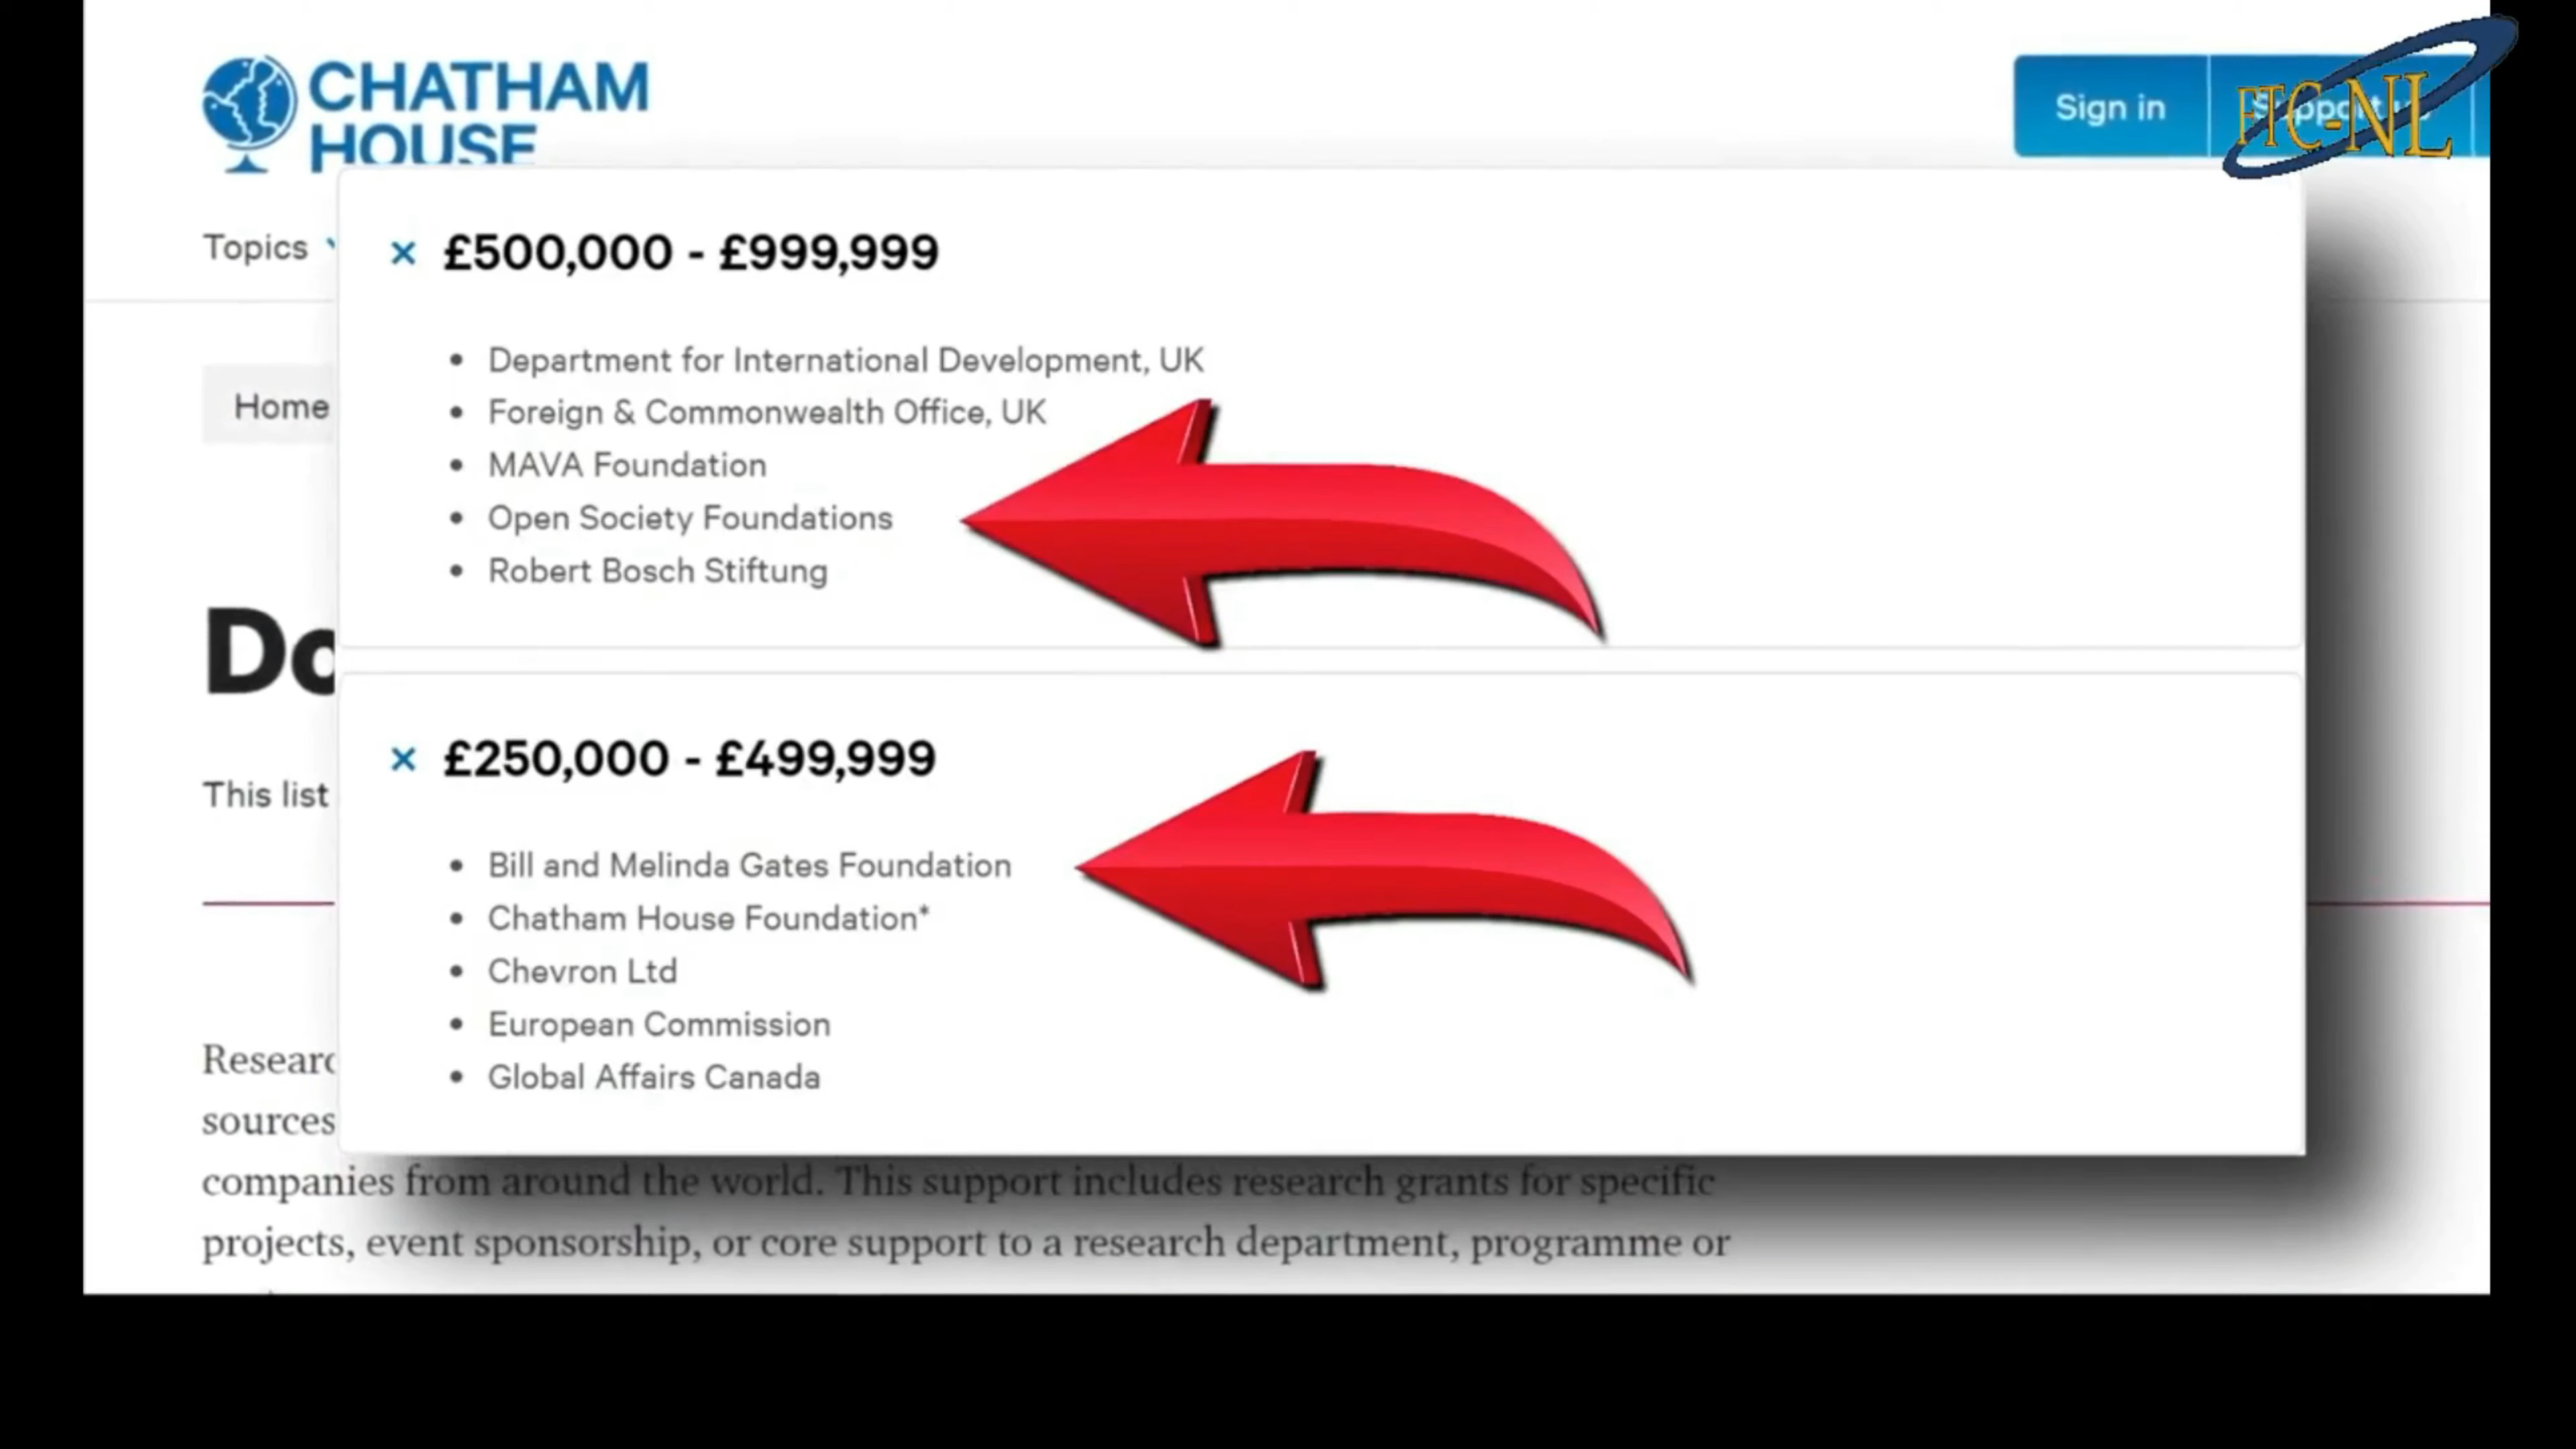 CHATHAM
HOUSE
Sign in
FTC-NL
Topics
£500,000 - £999,999
Department for International Development, UK
Foreign & Commonwealth Office, UK
MAVA Foundation
Open Society Foundations
Robert Bosch Stiftung
Home
£250,000 - £499,999
This list
Bill and Melinda Gates Foundation
Chatham House Foundation*
Chevron Ltd
European Commission
Global Affairs Canada
sources
companies from around the world. This support includes research grants for specific
projects, event sponsorship, or core support to a research department, programme or